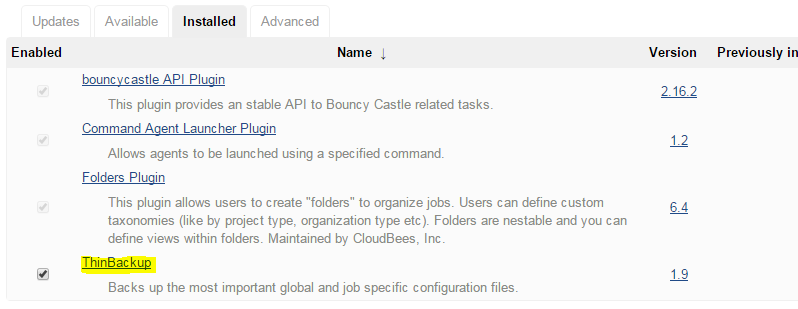 Updates Available Installed Advanced
Enabled Name ↓ Version Previously in
bouncycastle API Plugin
This plugin provides an stable API to Bouncy Castle related tasks.
2.16.2
Command Agent Launcher Plugin
Allows agents to be launched using a specified command.
1.2
Folders Plugin
This plugin allows users to create "folders" to organize jobs. Users can define custom
taxonomies (like by project type, organization type etc). Folders are nestable and you can
define views within folders. Maintained by CloudBees, Inc.
6.4
ThinBackup
Backs up the most important global and job specific configuration files.
1.9